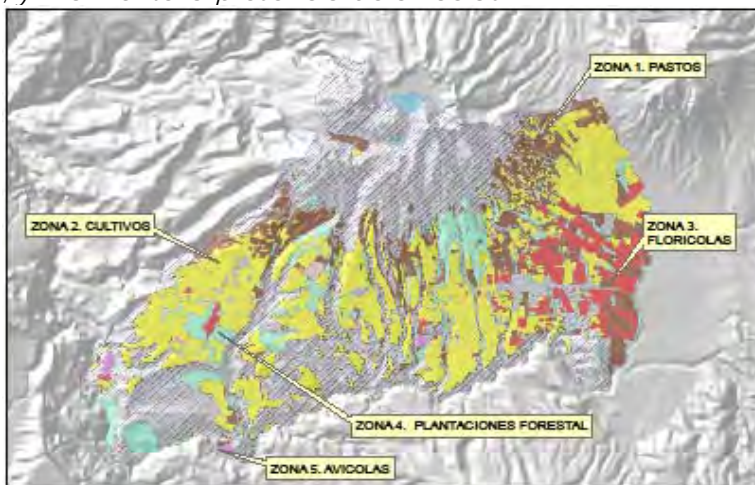 ZONA 1. PASTOS
ZONA 2. CULTIVOS
ZONA 3.
FLORICOLAS
ZONA 4. PLANTACIONES FORESTAL
ZONA 5. AVICOLAS